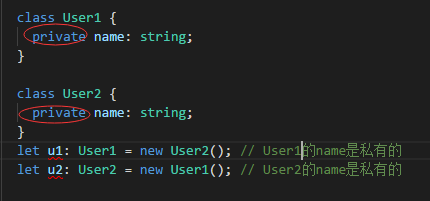 class User1 {
  private name: string;
}

class User2 {
  private name: string;
}
let u1: User1 = new User2(); // User1的name是私有的
let u2: User2 = new User1(); // User2的name是私有的